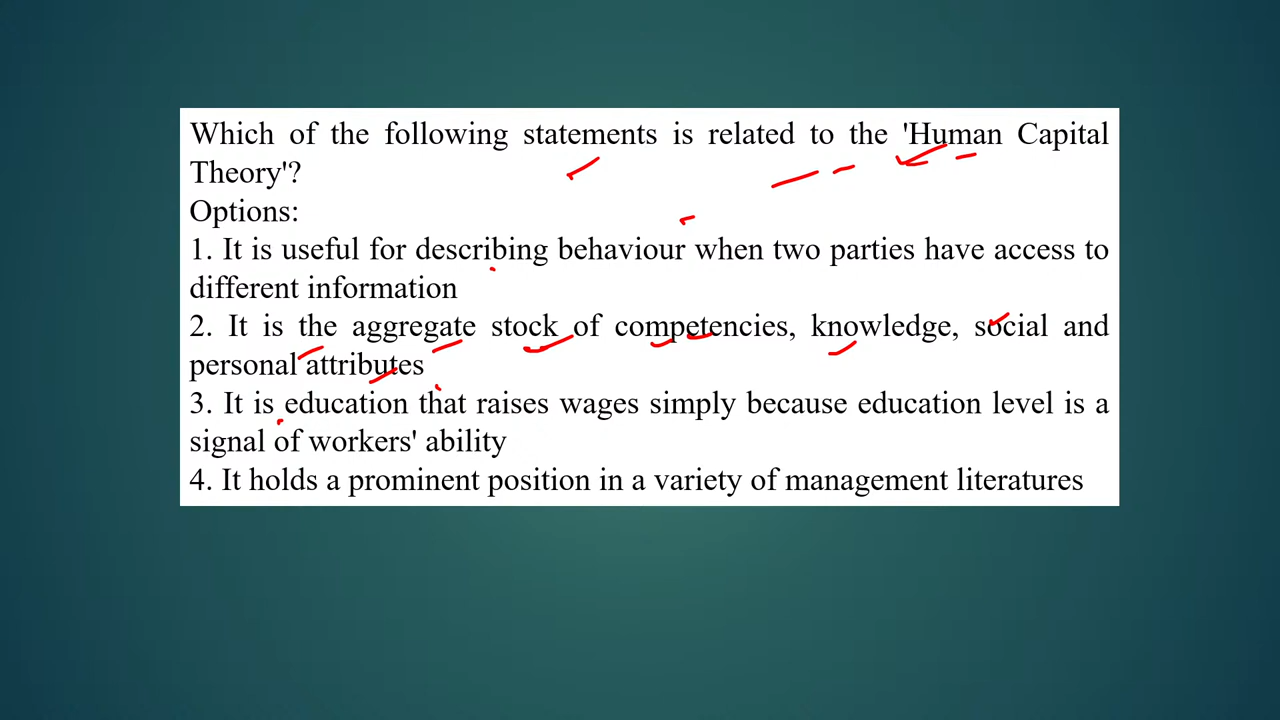 Which of the following statements is related to the 'Human Capital
Theory'?
Options:
1. It is useful for describing behaviour when two parties have access to
different information
2. It is the aggregate stock of competencies, knowledge, social and
personal attributes
3. It is education that raises wages simply because education level is a
signal of workers' ability
4. It holds a prominent position in a variety of management literatures